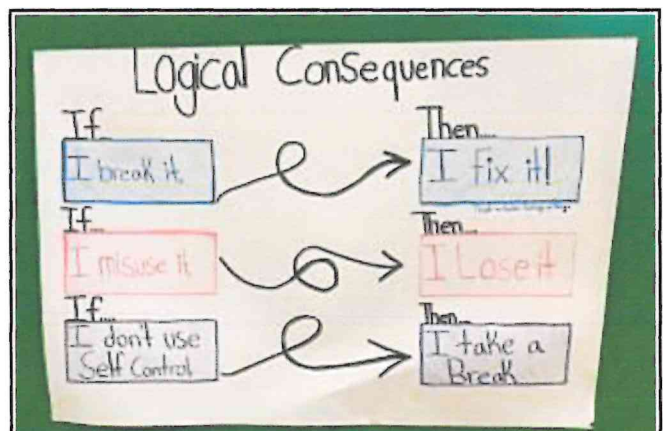 Logical Consequences
If...
Then...
I break it.
I fix it!
If...
Then...
I misuse it
I Lose it
If....
Then...
I don't use
Self Control
I take a
Break